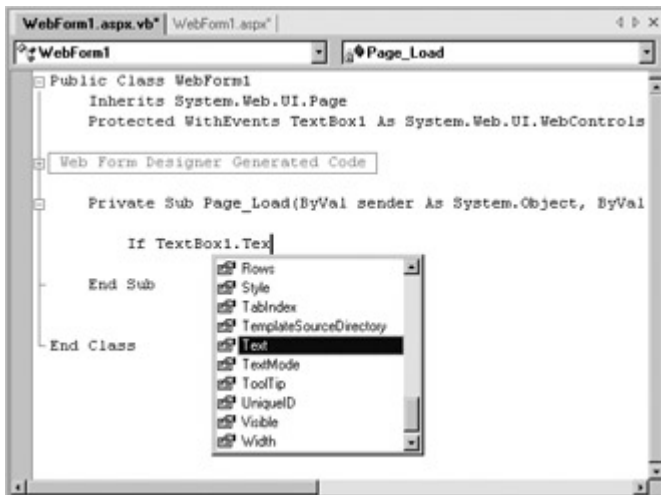 WebForm1.aspx.vb* WebForm1.aspx*
WebForm1 Page_Load
Public Class WebForm1
Inherits System.Web.UI.Page
Protected WithEvents TextBox1 As System.Web.UI.WebControls
Web Form Designer Generated Code
Private Sub Page_Load(ByVal sender As System.Object, ByVal
If TextBox1.Tex
Rows
End Sub
Style
TabIndex
TemplateSourceDirectory
End Class
Text
TextMode
ToolTip
UniqueID
Visible
Width